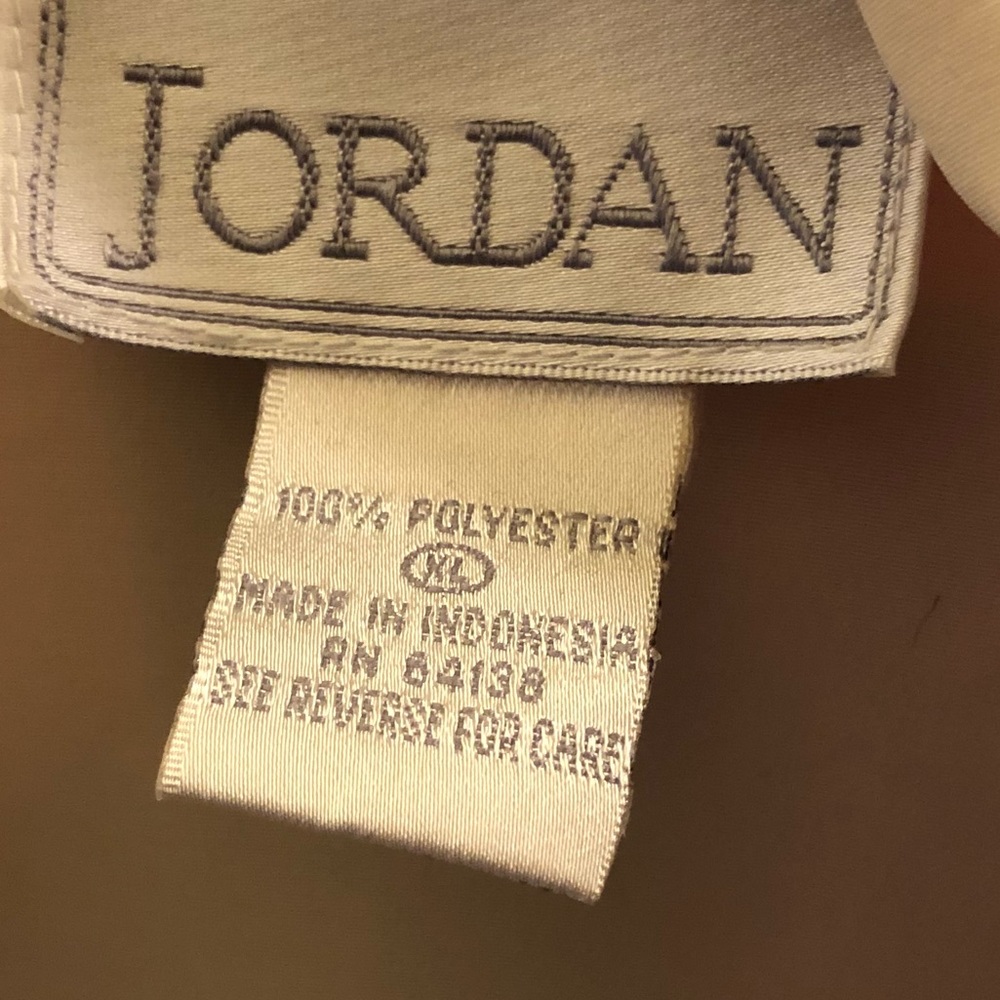 JORDAN
100% POLYESTER
XL
MADE IN INDONESIA
RN 64138
SEE REVERSE FOR CARE